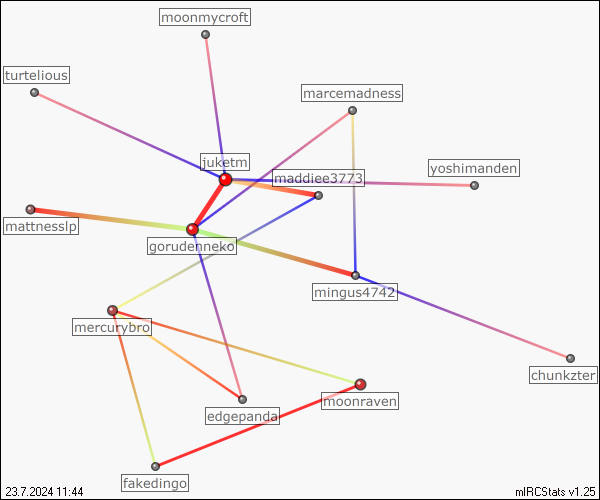 moonmycroft
turtelious
marcemadness
juketm
maddiee3773
yoshimanden
mattnesslp
gorudenneko
mingus4742
mercurybro
chunkzter
moonraven
edgepanda
fakedingo
23.7.2024 11:44
mIRCStats v1.25